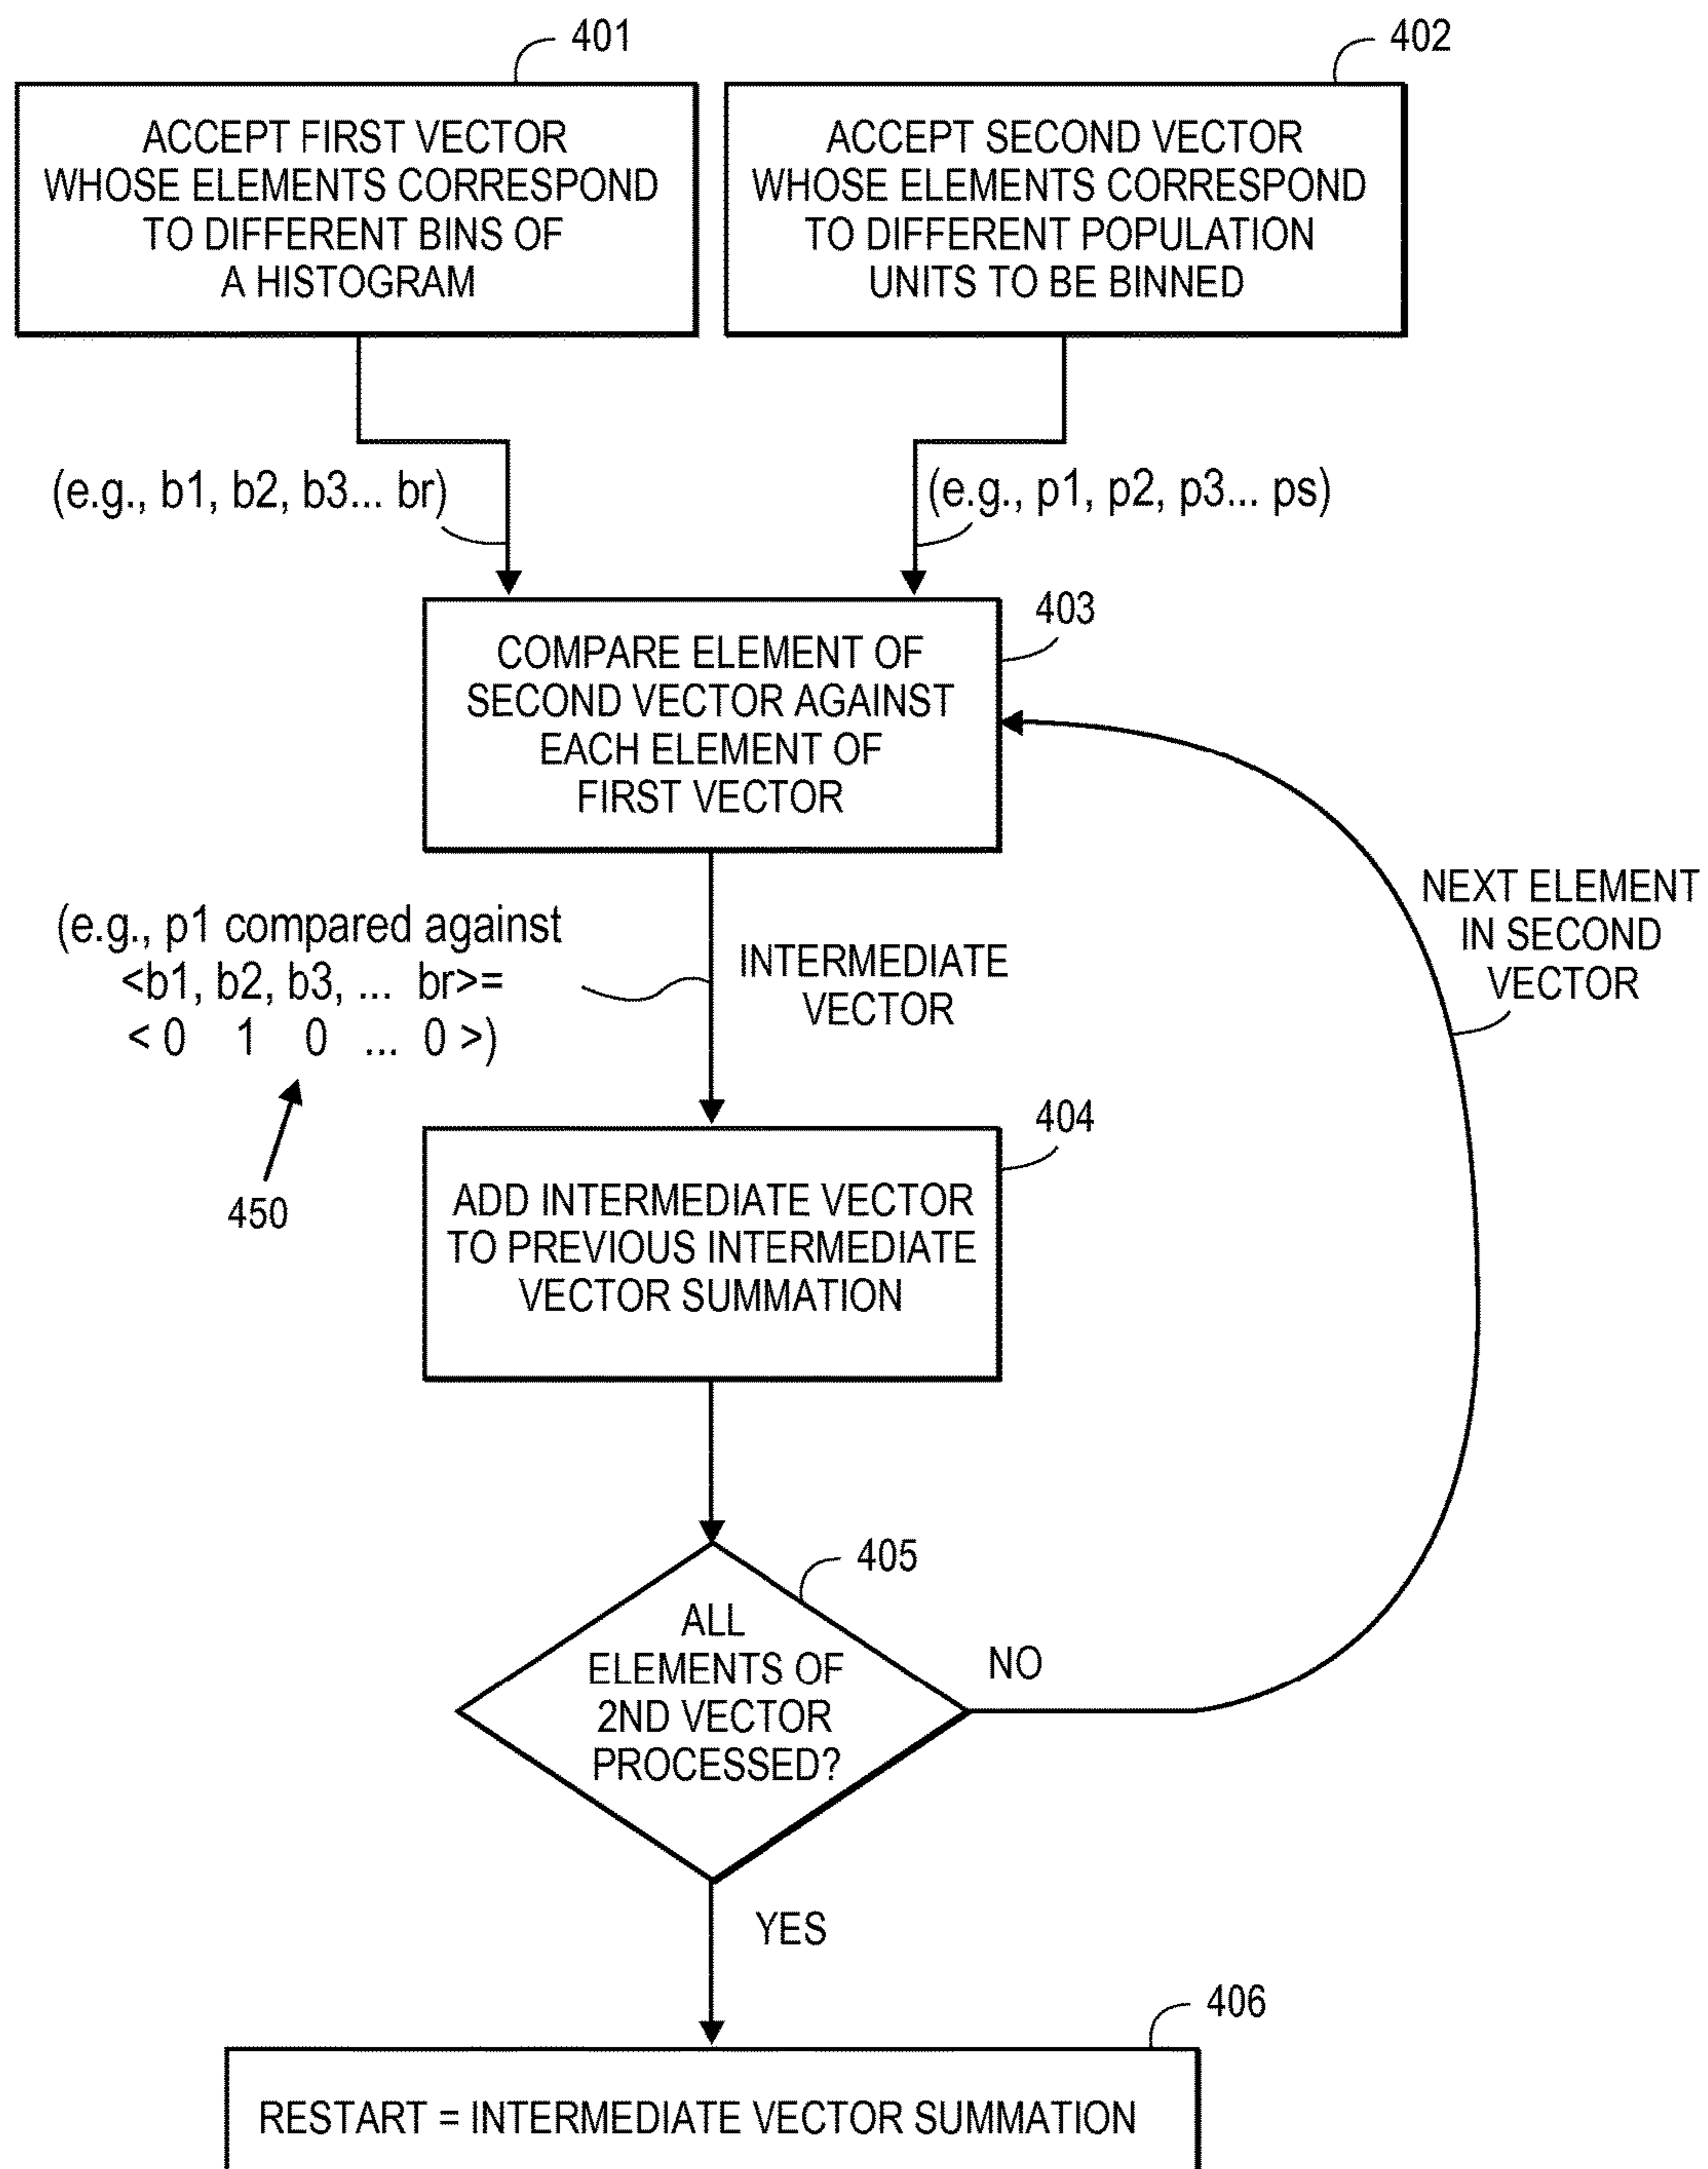 401
402
ACCEPT FIRST VECTOR
WHOSE ELEMENTS CORRESPOND
TO DIFFERENT BINS OF
A HISTOGRAM
ACCEPT SECOND VECTOR
WHOSE ELEMENTS CORRESPOND
TO DIFFERENT POPULATION
UNITS TO BE BINNED
(e.g., b1, b2, b3... br)
(e.g., p1, p2, p3... ps)
403
COMPARE ELEMENT OF
SECOND VECTOR AGAINST
EACH ELEMENT OF
FIRST VECTOR
NEXT ELEMENT
IN SECOND
VECTOR
(e.g., p1 compared against
<b1, b2, b3, ... br>=
< 0 1 0 ... 0 >)
INTERMEDIATE
VECTOR
450
404
ADD INTERMEDIATE VECTOR
TO PREVIOUS INTERMEDIATE
VECTOR SUMMATION
405
ALL
ELEMENTS OF
2ND VECTOR
PROCESSED?
NO
YES
406
RESTART = INTERMEDIATE VECTOR SUMMATION